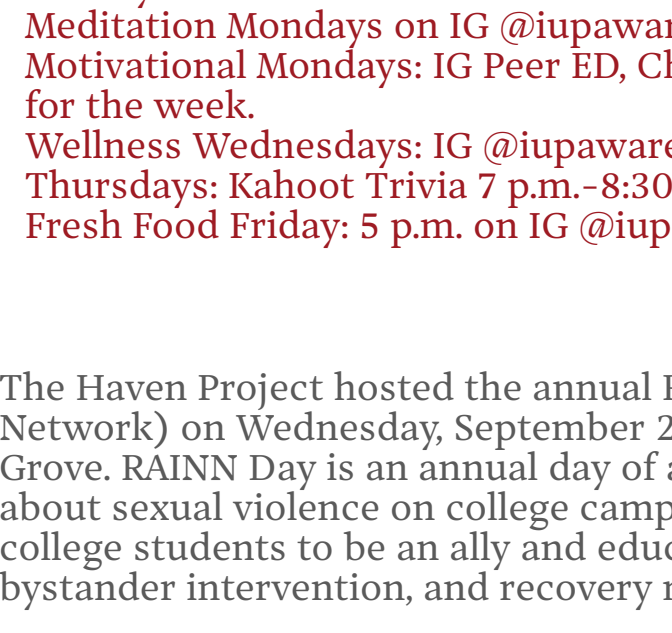 Meditation Mondays on IG @iupawar
Motivational Mondays: IG Peer ED, Ch
for the week.
Wellness Wednesdays: IG @iupaware
Thursdays: Kahoot Trivia 7 p.m.–8:30
Fresh Food Friday: 5 p.m. on IG @iup
The Haven Project hosted the annual
Network) on Wednesday, September 2
Grove. RAINN Day is an annual day of a
about sexual violence on college camp
college students to be an ally and educ
bystander intervention, and recovery